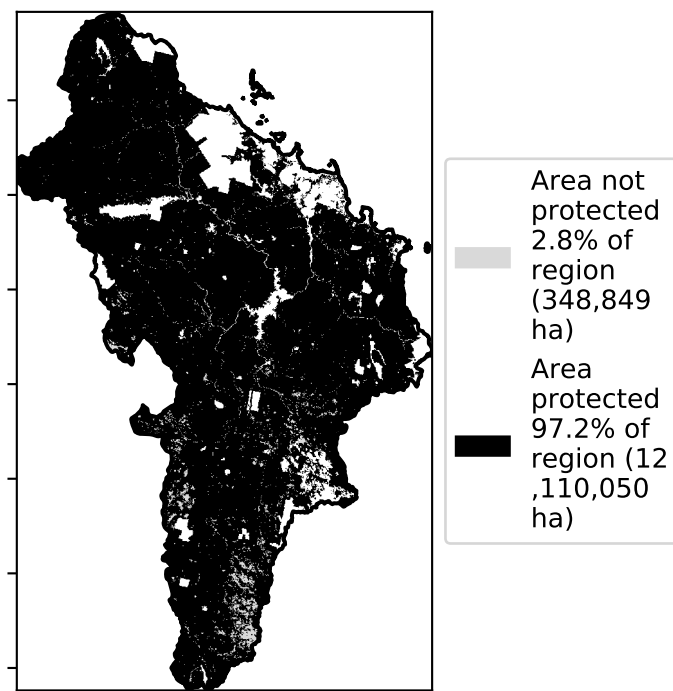 Area not
protected
2.8% of
region
(348,849
ha)
Area
protected
97.2% of
region (12
,110,050
ha)